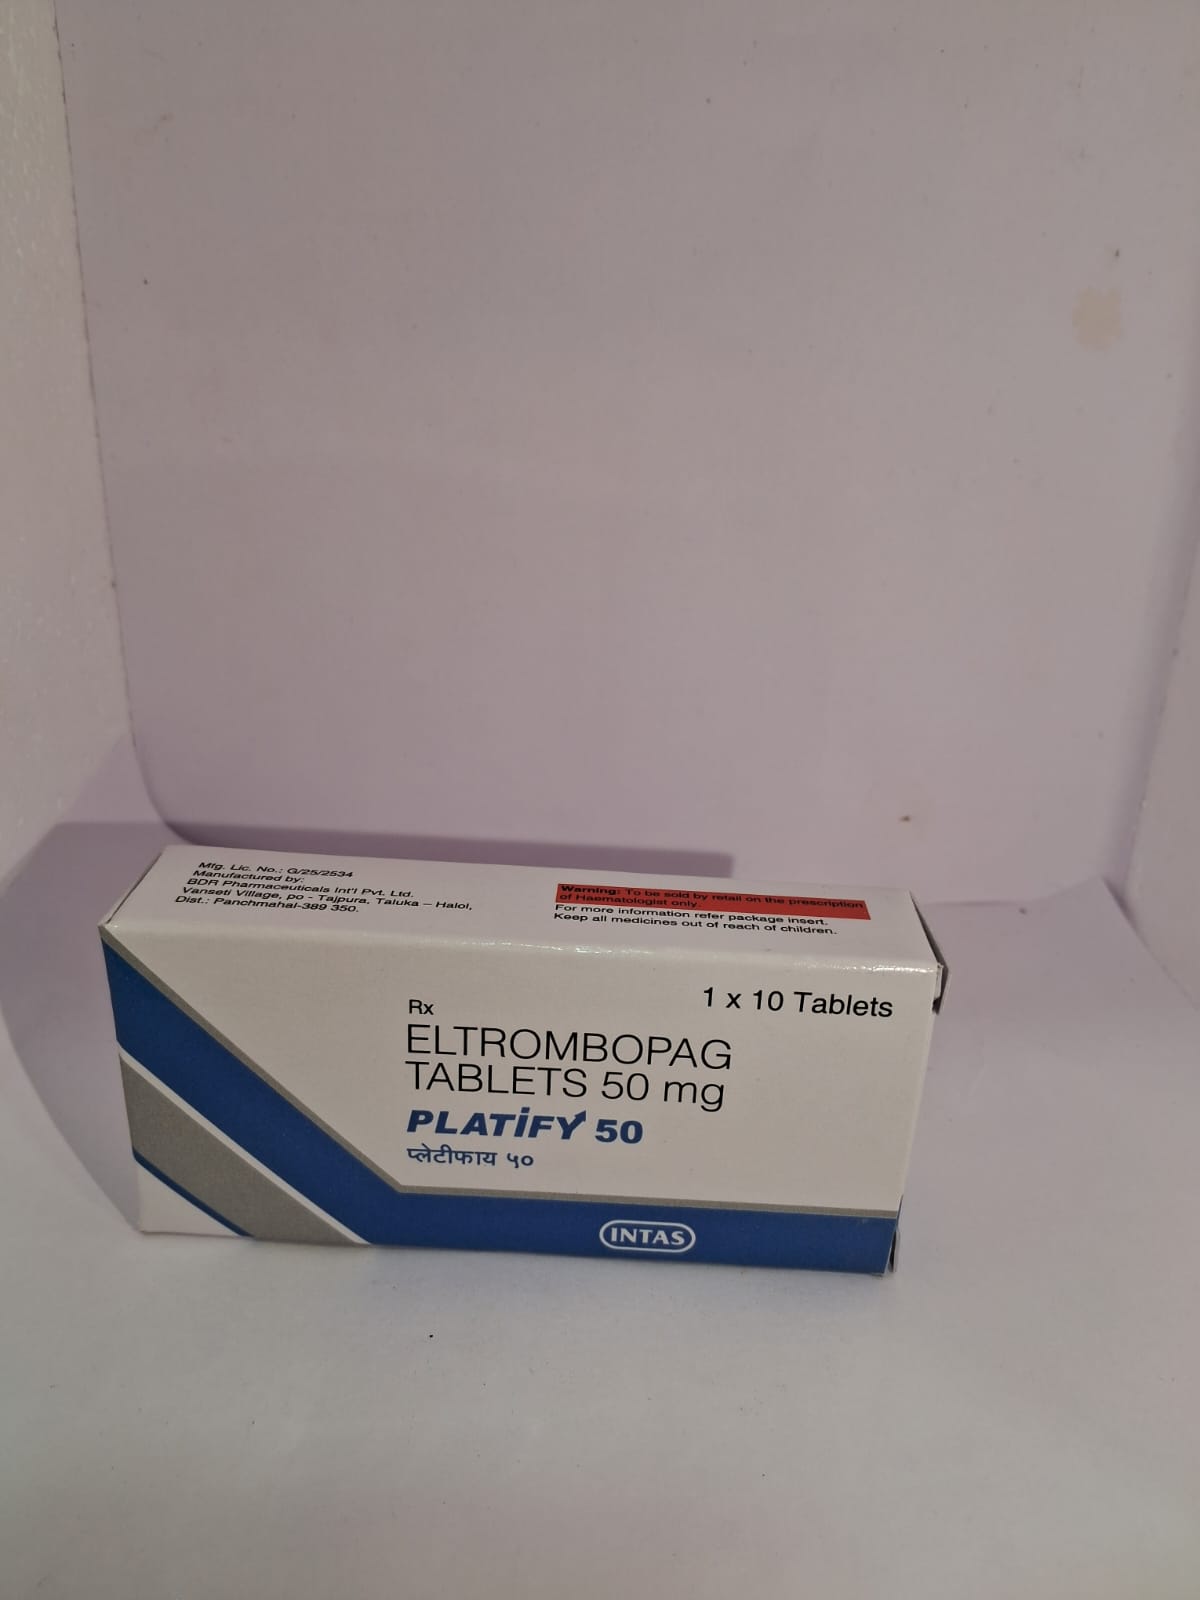 Mfg. Lic. No.: G/25/2534
Manufactured by:
BDR Pharmaceuticals Int'l Pvt. Ltd.
Vanseti Village, po - Tajpura, Taluka – Halol,
Dist.: Panchmahal-389 350.
Warning: To be sold by retail on the prescription
of Haematologist only.
For more information refer package insert.
Keep all medicines out of reach of children.
1 x 10 Tablets
Rx
ELTROMBOPAG
TABLETS 50 mg
PLATiFY 50
प्लेटीफाय ५०
INTAS